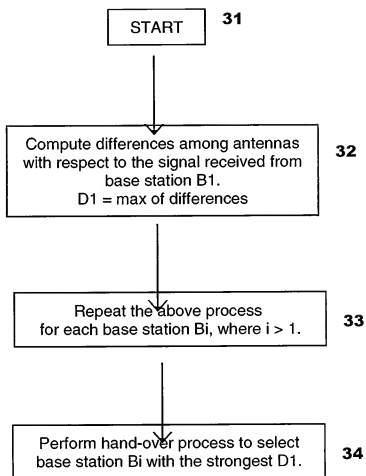 START 31
Compute differences among antennas
with respect to the signal received from
base station B1.
D1 = max of differences
32
Repeat the above process
for each base station Bi, where i > 1.
33
Perform hand-over process to select
base station Bi with the strongest D1.
34